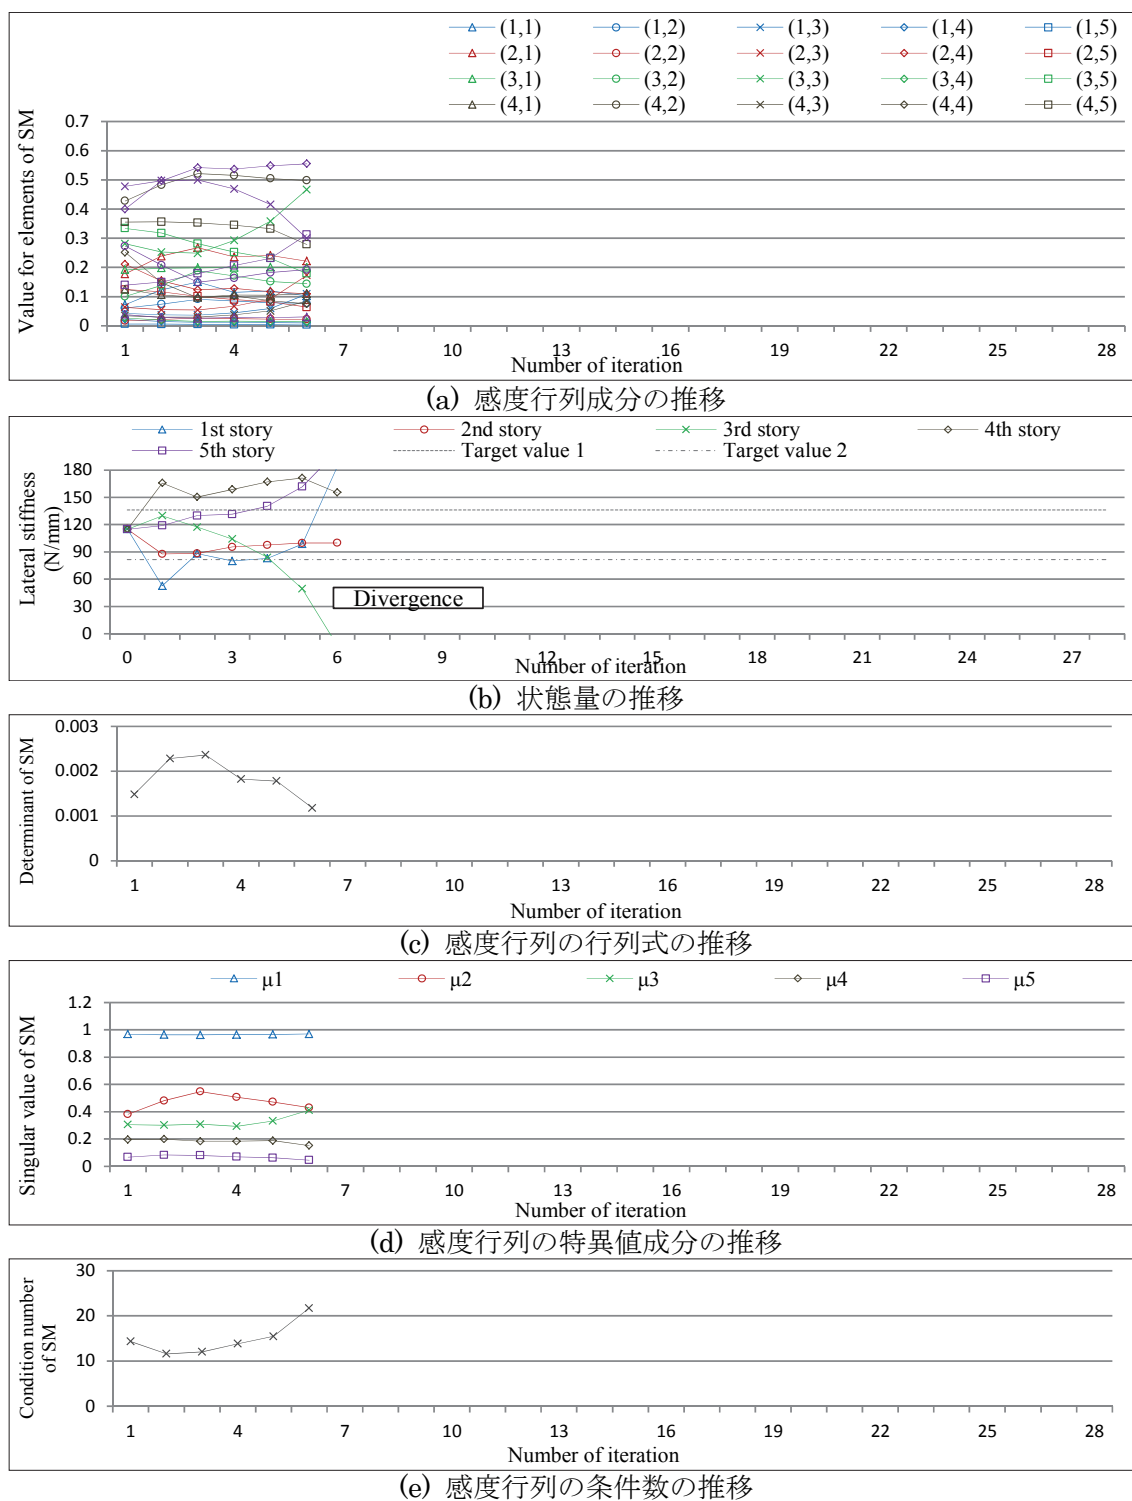 (1,1) (1,2) (1,3) (1,4) (1,5)
(2,1) (2,2) (2,3) (2,4) (2,5)
(3,1) (3,2) (3,3) (3,4) (3,5)
(4,1) (4,2) (4,3) (4,4) (4,5)
Value for elements of SM
0.7
0.6
0.5
0.4
0.3
0.2
0.1
0
1 4 7 10 13 16 19 22 25 28
Number of iteration
(a) 感度行列成分の推移
1st story 2nd story 3rd story 4th story
5th story Target value 1 Target value 2
Lateral stiffness
(N/mm)
180
150
120
90
60
30
0
Divergence
0 3 6 9 12 15 18 21 24 27
Number of iteration
(b) 状態量の推移
Determinant of SM
0.003
0.002
0.001
0
1 4 7 10 13 16 19 22 25 28
Number of iteration
(c) 感度行列の行列式の推移
μ1 μ2 μ3 μ4 μ5
Singular value of SM
1.2
1
0.8
0.6
0.4
0.2
0
1 4 7 10 13 16 19 22 25 28
Number of iteration
(d) 感度行列の特異値成分の推移
Condition number
of SM
30
20
10
0
1 4 7 10 13 16 19 22 25 28
Number of iteration
(e) 感度行列の条件数の推移